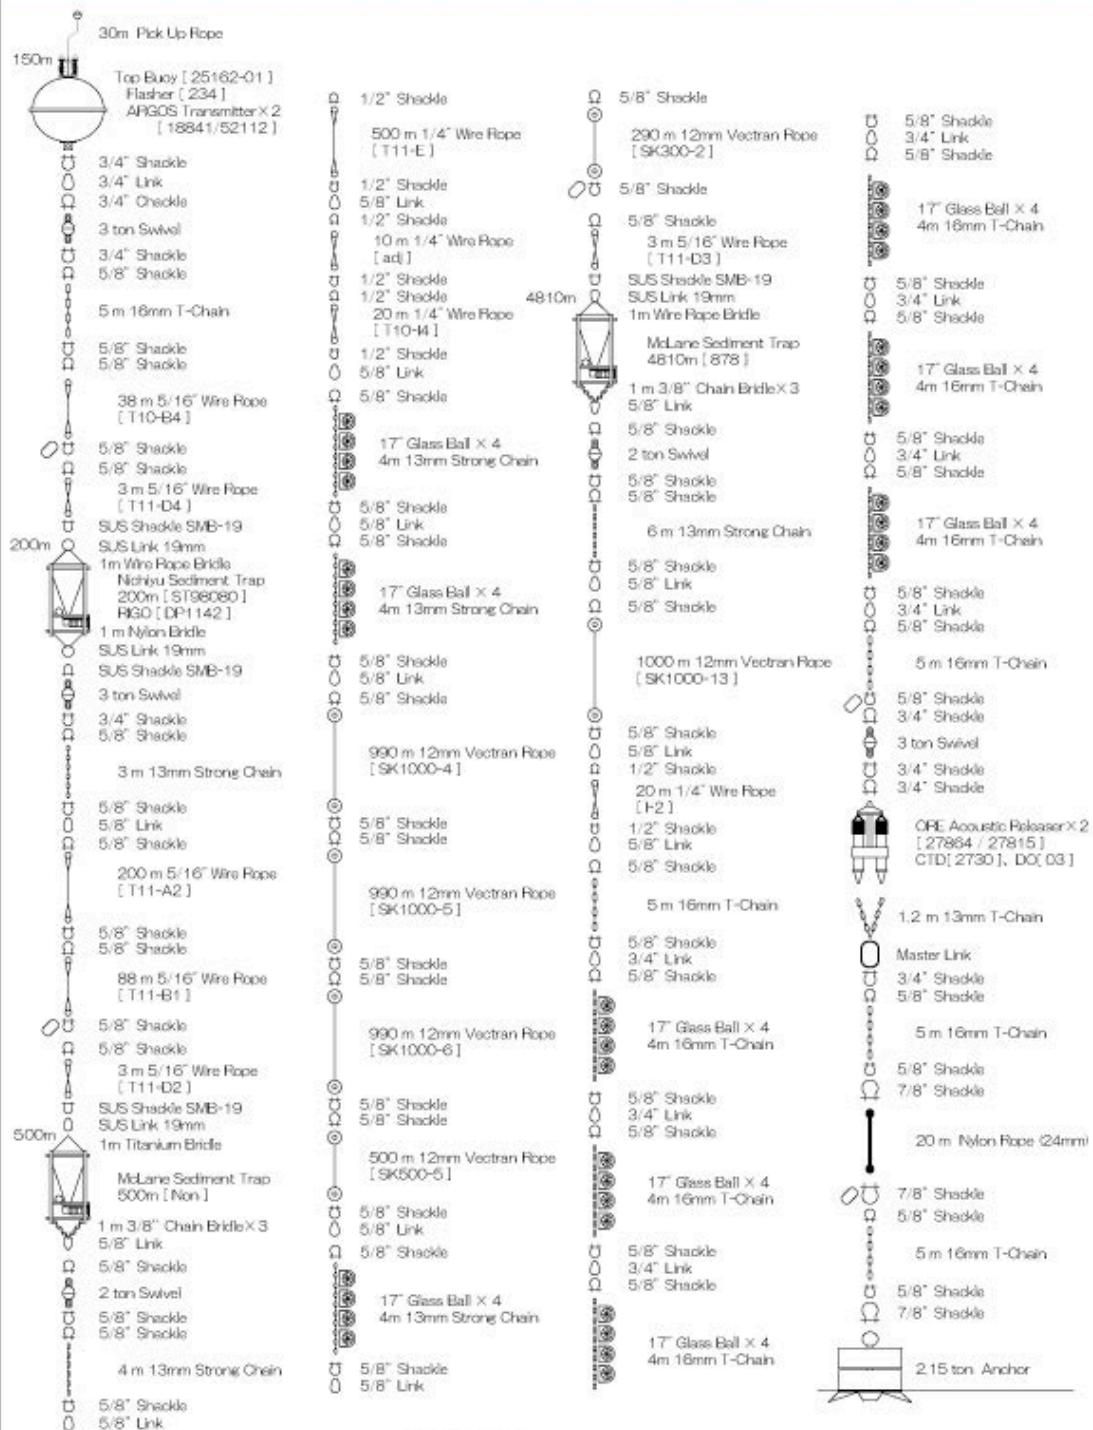 30m Pick Up Rope
150m
Top Buoy [ 25162-01 ]
Flasher [ 234 ]
ARGOS Transmitter×2
[ 18841/52112 ]
3/4" Shackle
3/4" Link
3/4" Chackle
3 ton Swivel
3/4" Shackle
5/8" Shackle
5 m 16mm T-Chain
5/8" Shackle
5/8" Shackle
38 m 5/16" Wire Rope
[ T10-B4 ]
5/8" Shackle
5/8" Shackle
3 m 5/16" Wire Rope
[ T11-D4 ]
SUS Shackle SMB-19
200m
SUS Link 19mm
1m Wire Rope Bridle
Nichiyu Sediment Trap
200m [ ST98080 ]
RIGO [ DP1142 ]
1 m Nylon Bridle
SUS Link 19mm
SUS Shackle SMB-19
3 ton Swivel
3/4" Shackle
5/8" Shackle
3 m 13mm Strong Chain
5/8" Shackle
5/8" Link
5/8" Shackle
200 m 5/16" Wire Rope
[ T11-A2 ]
5/8" Shackle
5/8" Shackle
88 m 5/16" Wire Rope
[ T11-B1 ]
5/8" Shackle
5/8" Shackle
3 m 5/16" Wire Rope
[ T11-D2 ]
SUS Shackle SMB-19
SUS Link 19mm
500m
1m Titanium Bridle
McLane Sediment Trap
500m [ Non ]
1 m 3/8" Chain Bridle×3
5/8" Link
5/8" Shackle
2 ton Swivel
5/8" Shackle
5/8" Shackle
4 m 13mm Strong Chain
5/8" Shackle
5/8" Link
1/2" Shackle
500 m 1/4" Wire Rope
[ T11-E ]
1/2" Shackle
5/8" Link
1/2" Shackle
10 m 1/4" Wire Rope
[ adj ]
1/2" Shackle
1/2" Shackle
20 m 1/4" Wire Rope
[ T10-I4 ]
1/2" Shackle
5/8" Link
5/8" Shackle
17" Glass Ball × 4
4m 13mm Strong Chain
5/8" Shackle
5/8" Link
5/8" Shackle
17" Glass Ball × 4
4m 13mm Strong Chain
5/8" Shackle
5/8" Link
5/8" Shackle
990 m 12mm Vectran Rope
[ SK1000-4 ]
5/8" Shackle
5/8" Shackle
990 m 12mm Vectran Rope
[ SK1000-5 ]
5/8" Shackle
5/8" Shackle
990 m 12mm Vectran Rope
[ SK1000-6 ]
5/8" Shackle
5/8" Shackle
500 m 12mm Vectran Rope
[ SK500-5 ]
5/8" Shackle
5/8" Link
5/8" Shackle
17" Glass Ball × 4
4m 13mm Strong Chain
5/8" Shackle
5/8" Link
5/8" Shackle
290 m 12mm Vectran Rope
[ SK300-2 ]
5/8" Shackle
5/8" Shackle
3 m 5/16" Wire Rope
[ T11-D3 ]
SUS Shackle SMB-19
4810m
SUS Link 19mm
1m Wire Rope Bridle
McLane Sediment Trap
4810m [ 878 ]
1 m 3/8" Chain Bridle×3
5/8" Link
5/8" Shackle
2 ton Swivel
5/8" Shackle
5/8" Shackle
6 m 13mm Strong Chain
5/8" Shackle
5/8" Link
5/8" Shackle
1000 m 12mm Vectran Rope
[ SK1000-13 ]
5/8" Shackle
5/8" Link
1/2" Shackle
20 m 1/4" Wire Rope
[ I-2 ]
1/2" Shackle
5/8" Link
5/8" Shackle
5 m 16mm T-Chain
5/8" Shackle
3/4" Link
5/8" Shackle
17" Glass Ball × 4
4m 16mm T-Chain
5/8" Shackle
3/4" Link
5/8" Shackle
17" Glass Ball × 4
4m 16mm T-Chain
5/8" Shackle
3/4" Link
5/8" Shackle
17" Glass Ball × 4
4m 16mm T-Chain
5/8" Shackle
3/4" Link
5/8" Shackle
17" Glass Ball × 4
4m 16mm T-Chain
5/8" Shackle
3/4" Link
5/8" Shackle
17" Glass Ball × 4
4m 16mm T-Chain
5/8" Shackle
3/4" Link
5/8" Shackle
17" Glass Ball × 4
4m 16mm T-Chain
5/8" Shackle
3/4" Link
5/8" Shackle
5 m 16mm T-Chain
5/8" Shackle
3/4" Shackle
3 ton Swivel
3/4" Shackle
3/4" Shackle
ORE Acoustic Releaser×2
[ 27864 / 27815 ]
CTD[ 2730 ]、DO[ 03 ]
1.2 m 13mm T-Chain
Master Link
3/4" Shackle
5/8" Shackle
5 m 16mm T-Chain
5/8" Shackle
7/8" Shackle
20 m Nylon Rope (24mm)
7/8" Shackle
5/8" Shackle
5 m 16mm T-Chain
5/8" Shackle
7/8" Shackle
2.15 ton Anchor